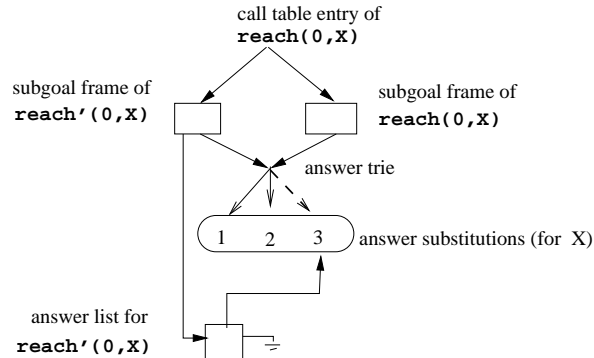 call table entry of
reach(0,X)
subgoal frame of
reach'(0,X)
subgoal frame of
reach(0,X)
answer trie
1 2 3
answer substitutions (for X)
answer list for
reach'(0,X)